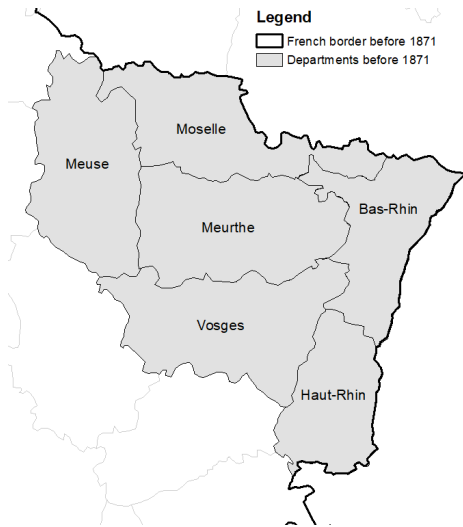 Legend
French border before 1871
Departments before 1871
Moselle
Meuse
Bas-Rhin
Meurthe
Vosges
Haut-Rhin